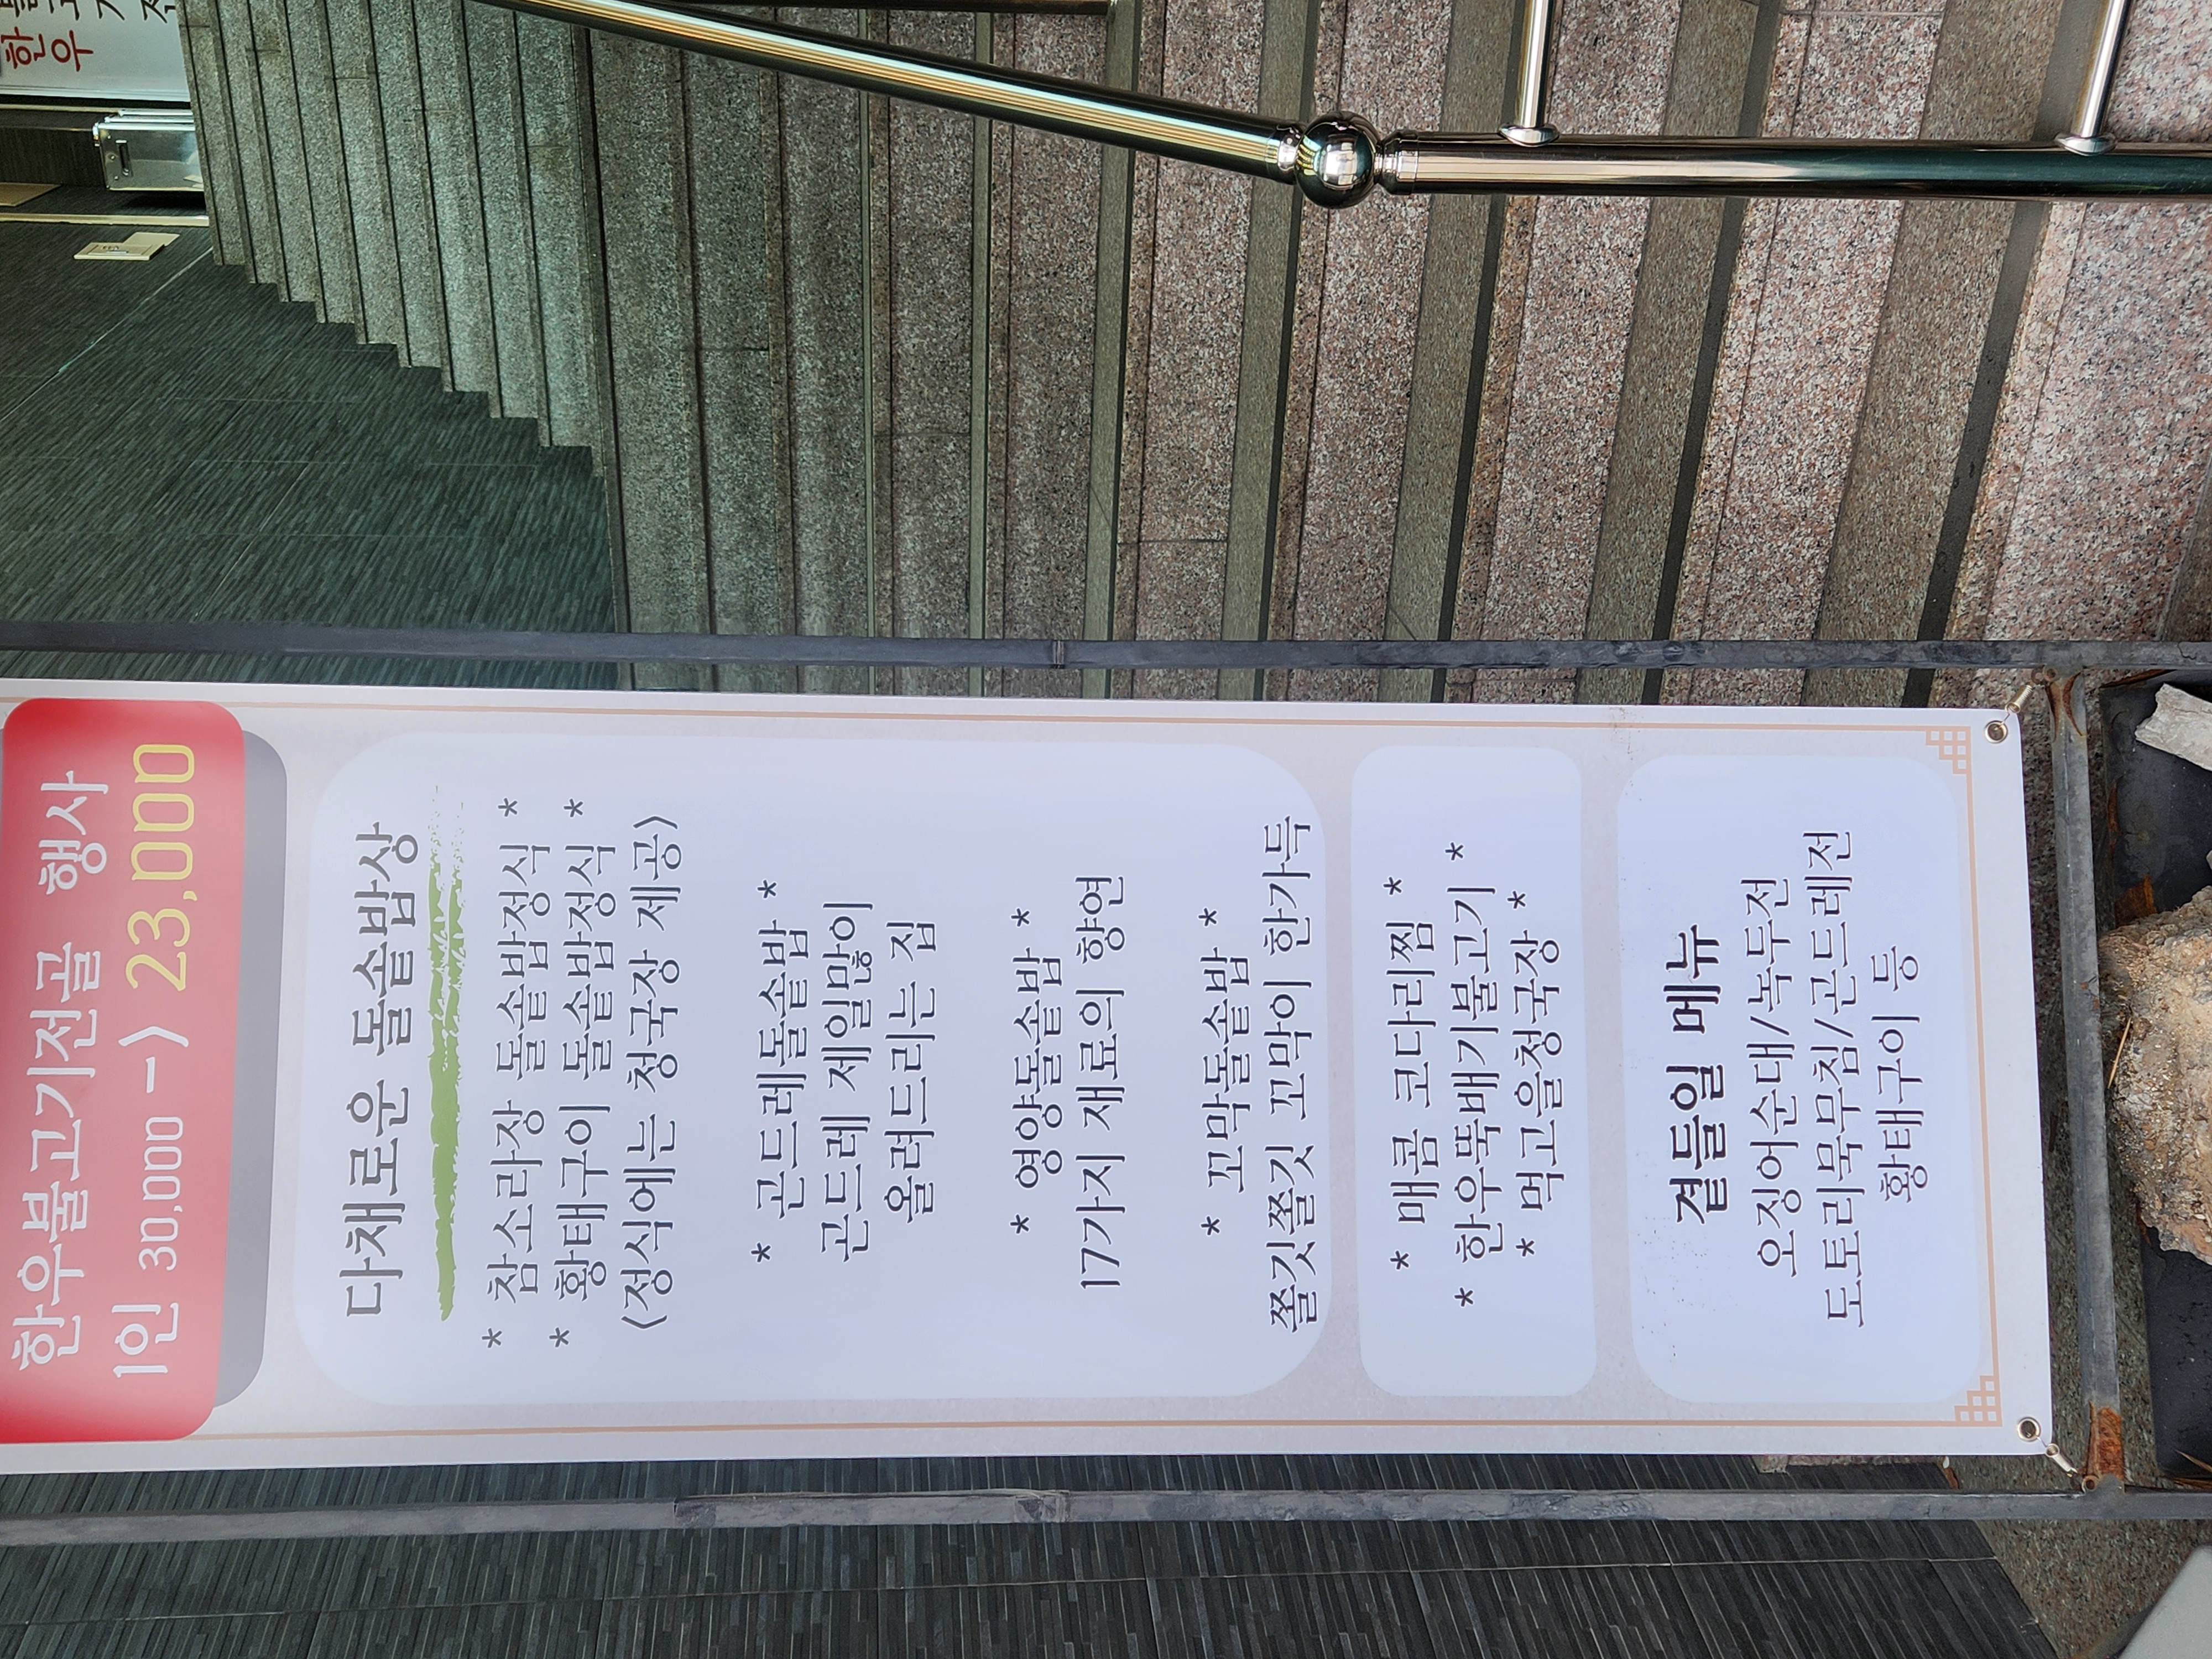 한우불고기전골 행사
1인 30,000 -> 23,000
다채로운 돌솥밥상
* 참소라장 돌솥밥정식 *
* 황태구이 돌솥밥정식 *
<정식에는 청국장 제공>
* 곤드레돌솥밥 *
곤드레 제일많이
올려드리는 집
* 영양돌솥밥 *
17가지 재료의 향연
* 꼬막돌솥밥 *
쫄깃쫄깃 꼬막이 한가득
* 매콤 코다리찜 *
* 한우뚝배기불고기 *
* 먹고을청국장 *
곁들일 메뉴
오징어순대/녹두전
도토리묵무침/곤드레전
황태구이 등
한우